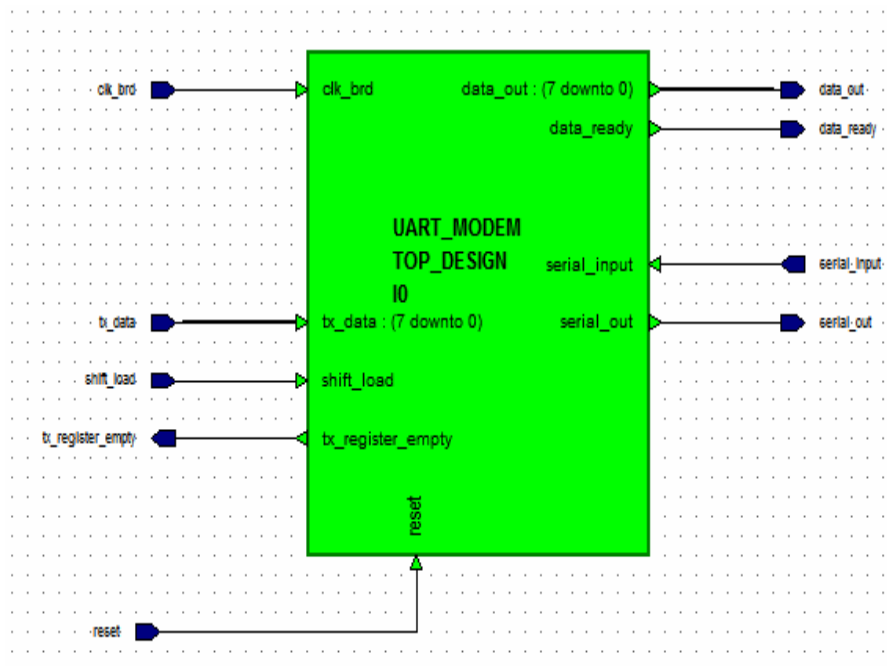 clk_brd
clk_brd
data_out : (7 downto 0)
data_out
data_ready
data_ready
UART_MODEM
TOP_DESIGN
I0
serial_input
serial_input
tx_data
tx_data : (7 downto 0)
serial_out
serial_out
shift_load
shift_load
tx_register_empty
tx_register_empty
reset
reset